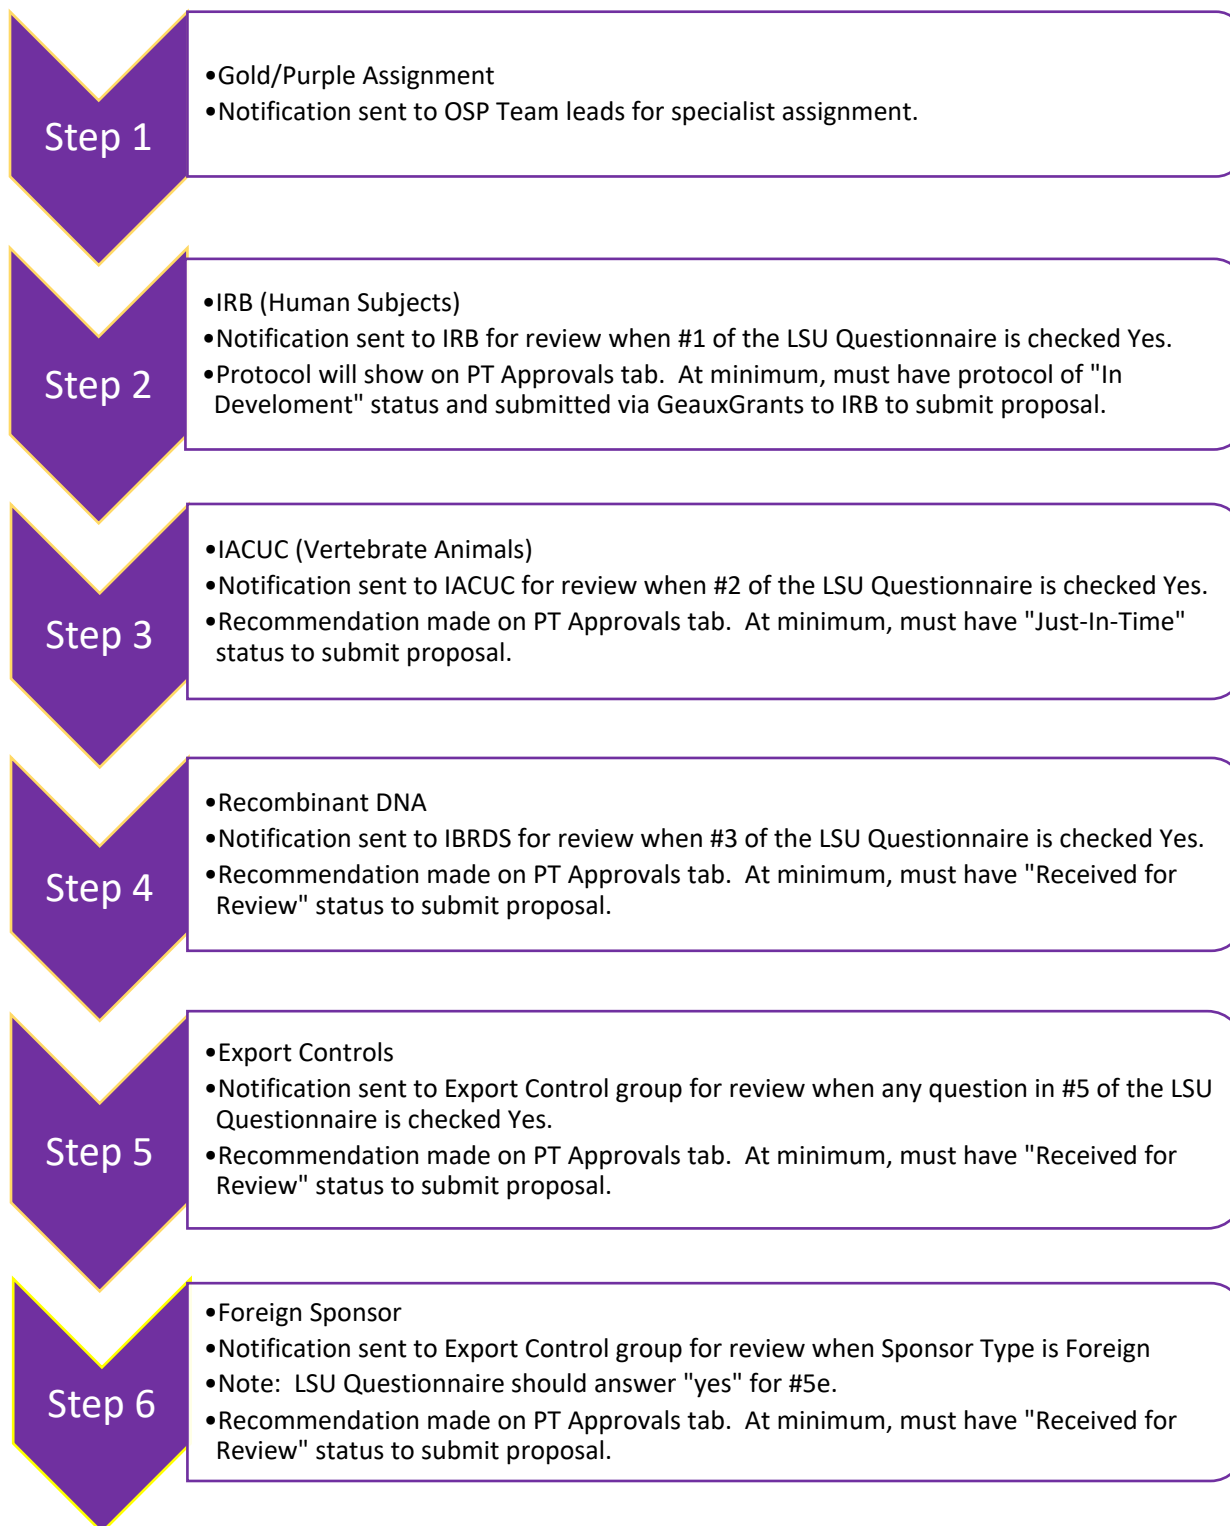 Step 1
•Gold/Purple Assignment
•Notification sent to OSP Team leads for specialist assignment.
Step 2
•IRB (Human Subjects)
•Notification sent to IRB for review when #1 of the LSU Questionnaire is checked Yes.
•Protocol will show on PT Approvals tab.  At minimum, must have protocol of "In
Develoment" status and submitted via GeauxGrants to IRB to submit proposal.
Step 3
•IACUC (Vertebrate Animals)
•Notification sent to IACUC for review when #2 of the LSU Questionnaire is checked Yes.
•Recommendation made on PT Approvals tab.  At minimum, must have "Just-In-Time"
status to submit proposal.
Step 4
•Recombinant DNA
•Notification sent to IBRDS for review when #3 of the LSU Questionnaire is checked Yes.
•Recommendation made on PT Approvals tab.  At minimum, must have "Received for
Review" status to submit proposal.
Step 5
•Export Controls
•Notification sent to Export Control group for review when any question in #5 of the LSU
Questionnaire is checked Yes.
•Recommendation made on PT Approvals tab.  At minimum, must have "Received for
Review" status to submit proposal.
Step 6
•Foreign Sponsor
•Notification sent to Export Control group for review when Sponsor Type is Foreign
•Note:  LSU Questionnaire should answer "yes" for #5e.
•Recommendation made on PT Approvals tab.  At minimum, must have "Received for
Review" status to submit proposal.